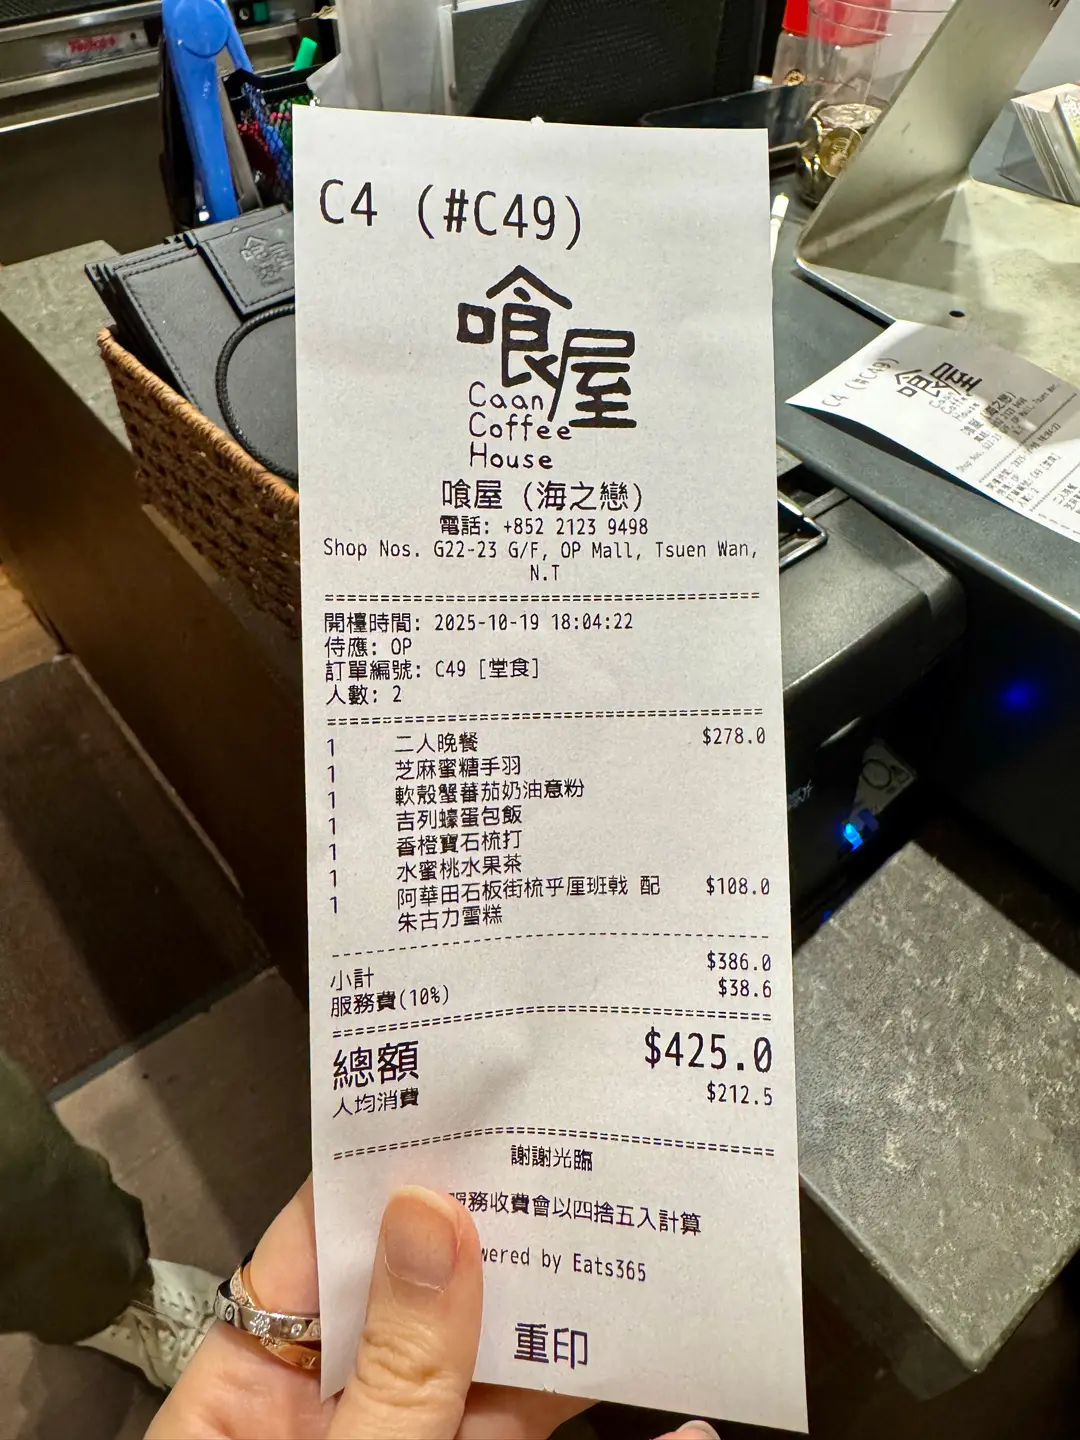 C4 (#C49)
喰屋
Caan
Coffee
House
喰屋 (海之戀)
電話: +852 2123 9498
Shop Nos. G22-23 G/F, OP Mall, Tsuen Wan,
N.T
開檯時間: 2025-10-19 18:04:22
侍應: OP
訂單編號: C49 [堂食]
人數: 2
1 二人晚餐 $278.0
1 芝麻蜜糖手羽
1 軟殼蟹蕃茄奶油意粉
1 吉列蠔蛋包飯
1 香橙寶石梳打
1 水蜜桃水果茶
1 阿華田石板街梳乎厘班戟 配 $108.0
朱古力雪糕
小計 $386.0
服務費(10%) $38.6
總額 $425.0
人均消費 $212.5
謝謝光臨
服務收費會以四捨五入計算
wered by Eats365
重印
C4 (#C49)
喰屋